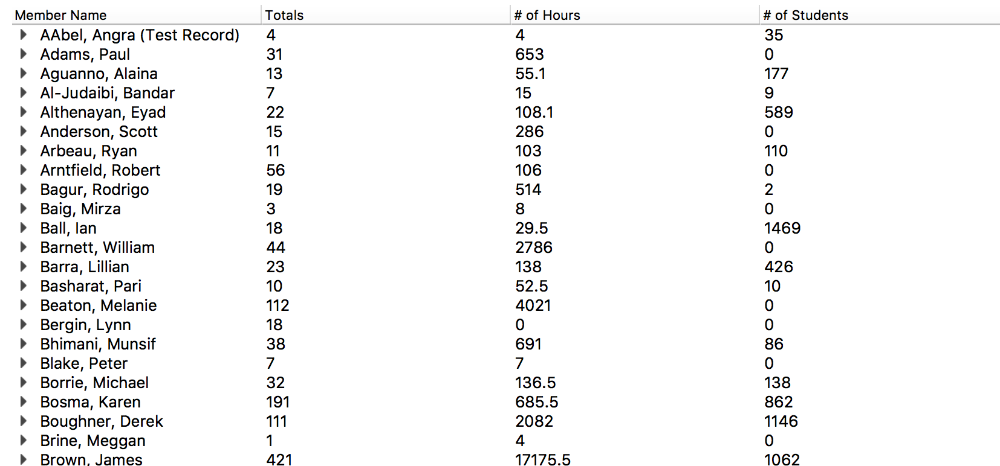 Member Name Totals # of Hours # of Students
AAbel, Angra (Test Record) 4 4 35
Adams, Paul 31 653 0
Aguanno, Alaina 13 55.1 177
Al-Judaibi, Bandar 7 15 9
Althenayan, Eyad 22 108.1 589
Anderson, Scott 15 286 0
Arbeau, Ryan 11 103 110
Arntfield, Robert 56 106 0
Bagur, Rodrigo 19 514 2
Baig, Mirza 3 8 0
Ball, Ian 18 29.5 1469
Barnett, William 44 2786 0
Barra, Lillian 23 138 426
Basharat, Pari 10 52.5 10
Beaton, Melanie 112 4021 0
Bergin, Lynn 18 0 0
Bhimani, Munsif 38 691 86
Blake, Peter 7 7 0
Borrie, Michael 32 136.5 138
Bosma, Karen 191 685.5 862
Boughner, Derek 111 2082 1146
Brine, Meggan 1 4 0
Brown, James 421 17175.5 1062